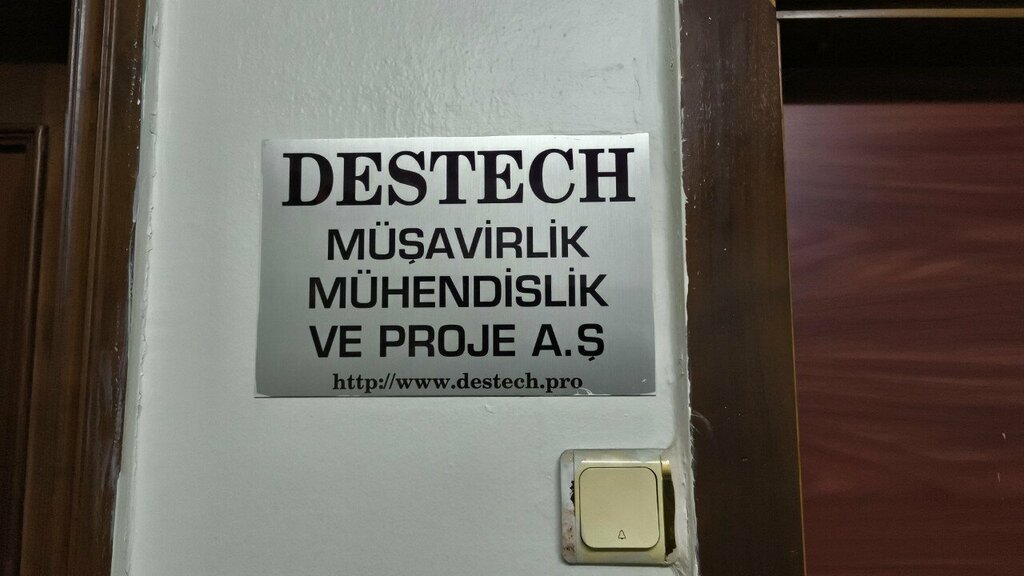 DESTECH
MÜŞAVİRLİK
MÜHENDİSLİK
VE PROJE A.Ş
http://www.destech.pro